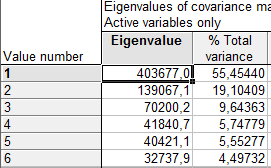 Eigenvalues of covariance ma
Active variables only
Value number Eigenvalue % Total variance
1 403677,0 55,45440
2 139067,1 19,10409
3 70200,2 9,64363
4 41840,7 5,74779
5 40421,1 5,55277
6 32737,9 4,49732